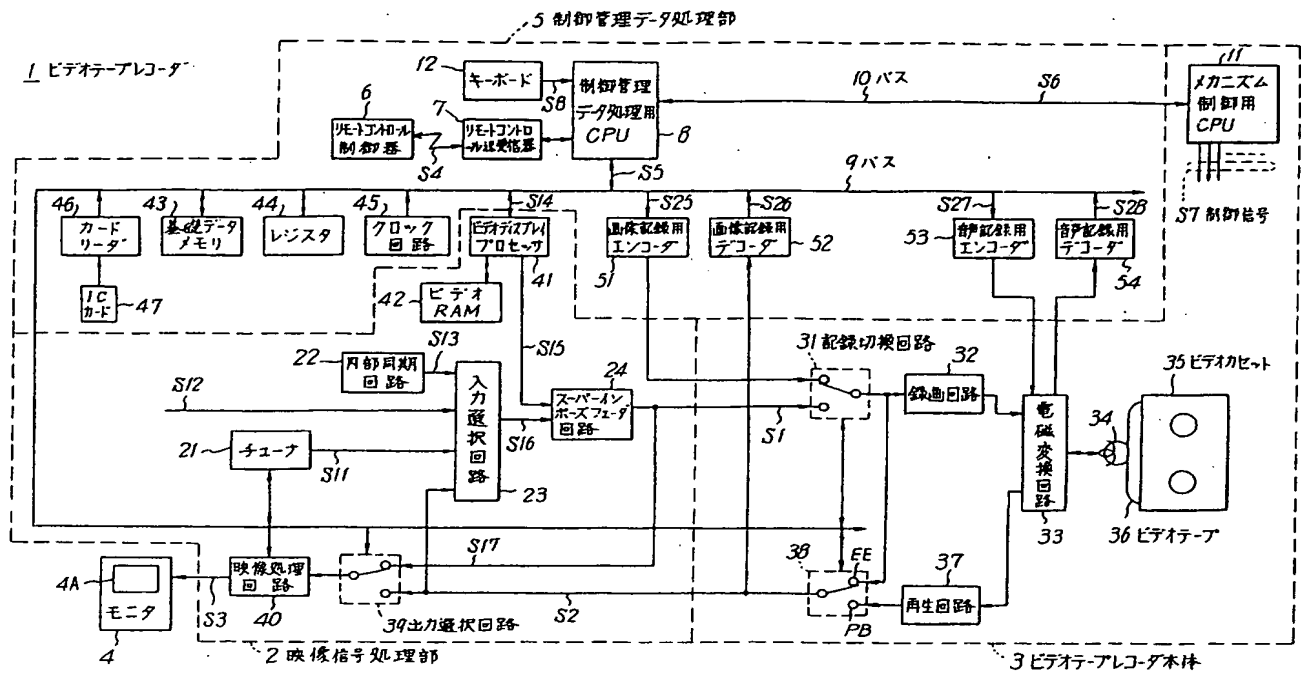 5 制御管理データ処理部
1 ビデオテープレコーダ
12
キーボード
S8
制御管理
データ処理用
CPU
8
10 バス
S6
11
メカニズム
制御用
CPU
S7 制御信号
6
リモートコントロール
制御器
S4
7
リモートコントロ
ール送受信器
S5
9 バス
46
カード
リーダ
43
基礎データ
メモリ
44
レジスタ
45
クロック
回路
S14
ビデオディスプレイ
プロセッサ
41
S25
画像記録用
エンコーダ
51
S26
画像記録用
デコーダ
52
S27
53
音声記録用
エンコーダ
S28
音声記録用
デコーダ
54
IC
カード
47
42
ビデオ
RAM
S15
22
内部同期
回路
S13
S12
入力選択回路
23
S16
24
スーパーイン
ポーズフェーダ
回路
S1
31 記録切換回路
32
録画回路
35 ビデオカセット
34
電磁変換回路
33
36 ビデオテープ
21
チューナ
S11
S17
38
EE
PB
37
再生回路
4A
モニタ
4
S3
映像処理
回路
40
39 出力選択回路
S2
2 映像信号処理部
3 ビデオテープレコーダ本体